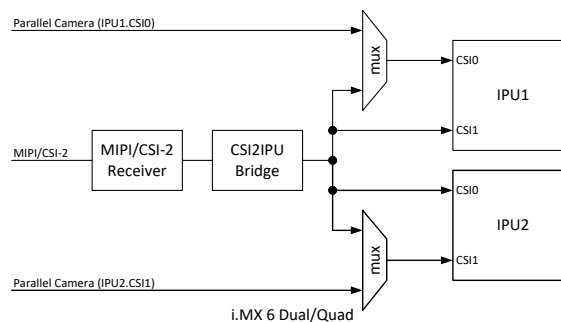 Parallel Camera (IPU1.CSI0)
mux
CSI0
IPU1
CSI1
MIPI/CSI-2
MIPI/CSI-2
Receiver
CSI2IPU
Bridge
CSI0
IPU2
CSI1
mux
Parallel Camera (IPU2.CSI1)
i.MX 6 Dual/Quad